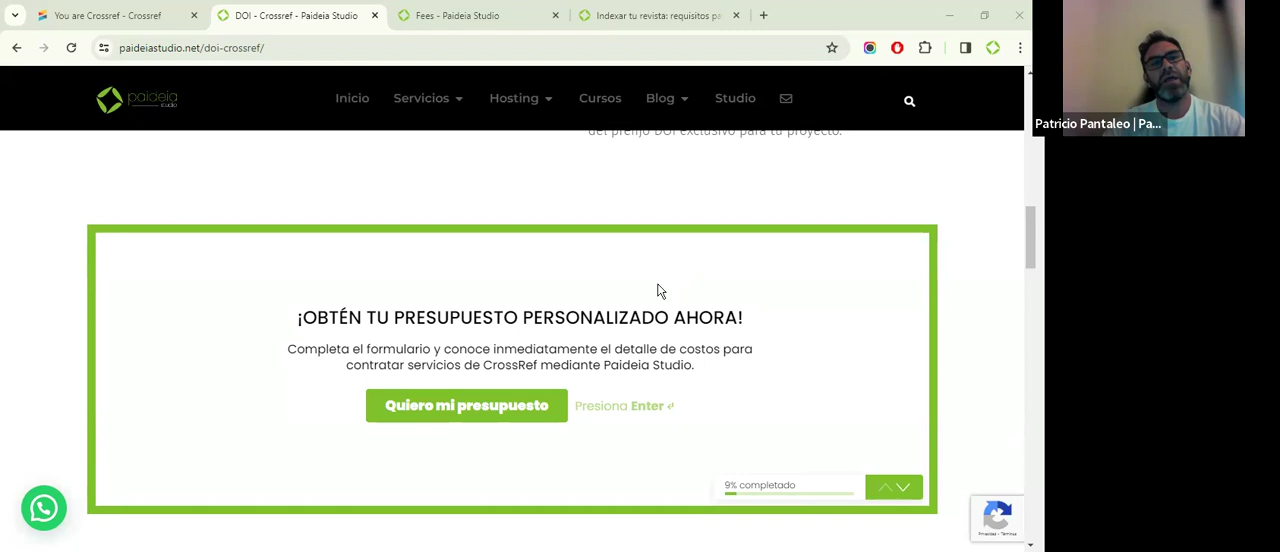 You are Crossref - Crossref
DOI - Crossref - Paideia Studio
Fees - Paideia Studio
Indexar tu revista: requisitos pa
paideiastudio.net/doi-crossref/
paideia
studio
Inicio
Servicios
Hosting
Cursos
Blog
Studio
del prefijo DOI exclusivo para tu proyecto.
Patricio Pantaleo | Pa...
¡OBTÉN TU PRESUPUESTO PERSONALIZADO AHORA!
Completa el formulario y conoce inmediatamente el detalle de costos para
contratar servicios de CrossRef mediante Paideia Studio.
Quiero mi presupuesto
Presiona Enter ↵
9% completado
Privacidad - Términos